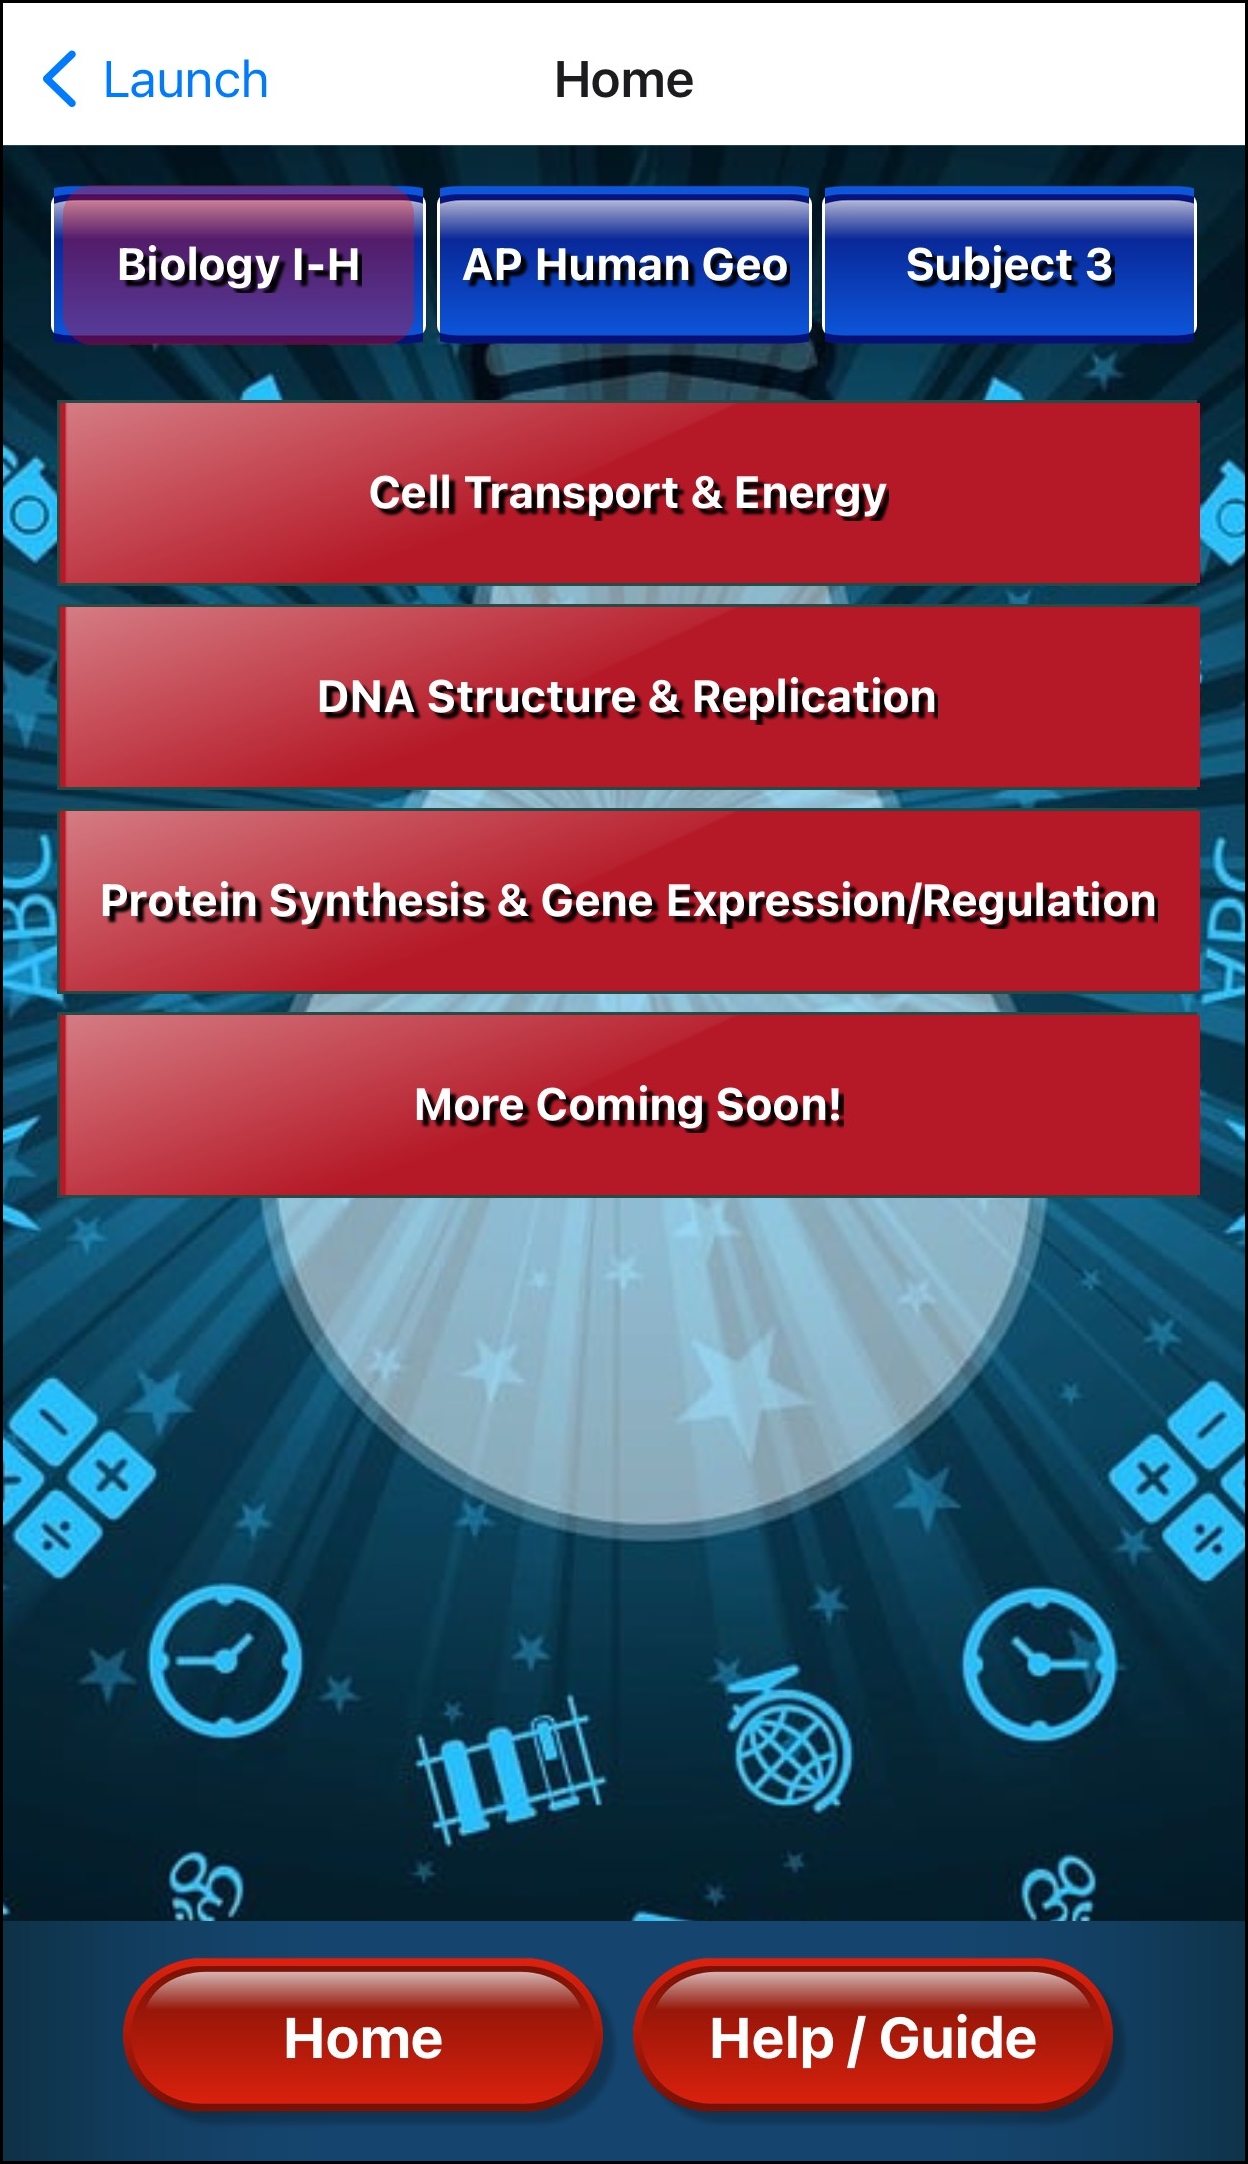 Launch
Home
Biology I-H
AP Human Geo
Subject 3
Cell Transport & Energy
DNA Structure & Replication
ABC
Protein Synthesis & Gene Expression/Regulation
ABC
More Coming Soon!
Home
Help / Guide